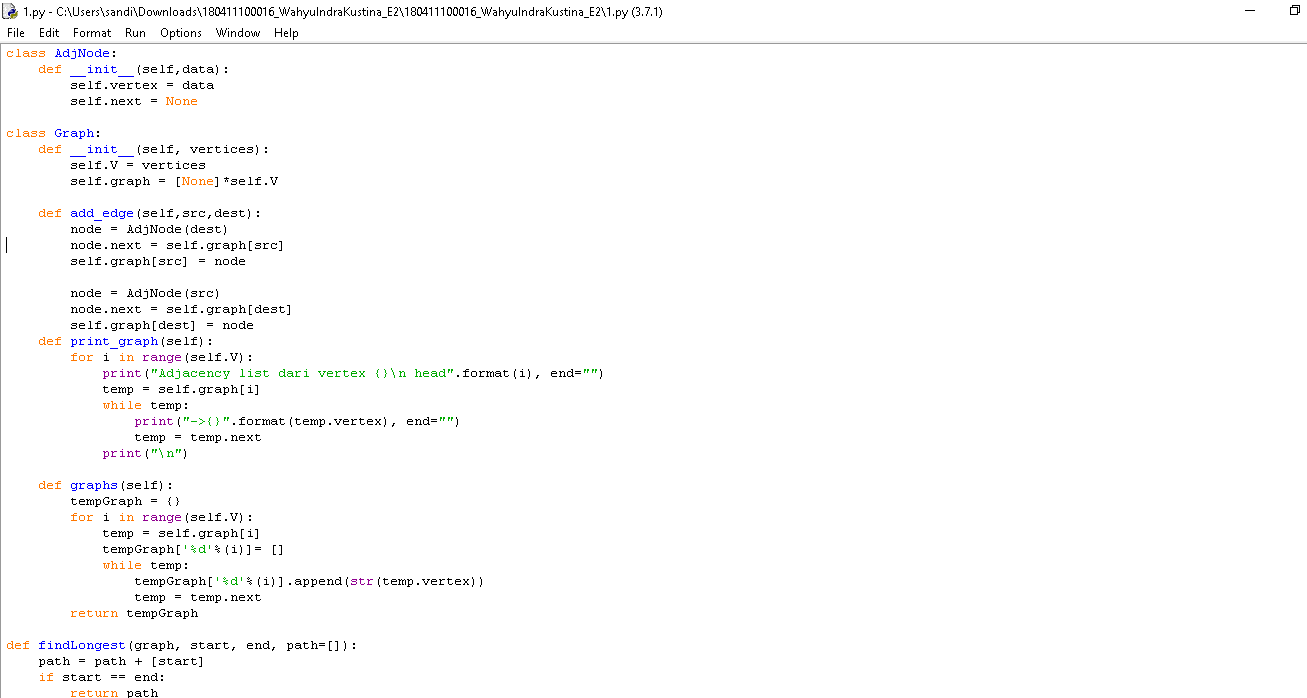 1.py - C:\Users\sandi\Downloads\180411100016_WahyuIndraKustina_E2\180411100016_WahyuIndraKustina_E2\1.py (3.7.1)
File Edit Format Run Options Window Help
class AdjNode:
    def __init__(self,data):
        self.vertex = data
        self.next = None

class Graph:
    def __init__(self, vertices):
        self.V = vertices
        self.graph = [None]*self.V

    def add_edge(self,src,dest):
        node = AdjNode(dest)
        node.next = self.graph[src]
        self.graph[src] = node

        node = AdjNode(src)
        node.next = self.graph[dest]
        self.graph[dest] = node
    def print_graph(self):
        for i in range(self.V):
            print("Adjacency list dari vertex {}\n head".format(i), end="")
            temp = self.graph[i]
            while temp:
                print("->{}".format(temp.vertex), end="")
                temp = temp.next
            print("\n")

    def graphs(self):
        tempGraph = {}
        for i in range(self.V):
            temp = self.graph[i]
            tempGraph['%d'%(i)]= []
            while temp:
                tempGraph['%d'%(i)].append(str(temp.vertex))
                temp = temp.next
        return tempGraph

def findLongest(graph, start, end, path=[]):
    path = path + [start]
    if start == end:
        return path